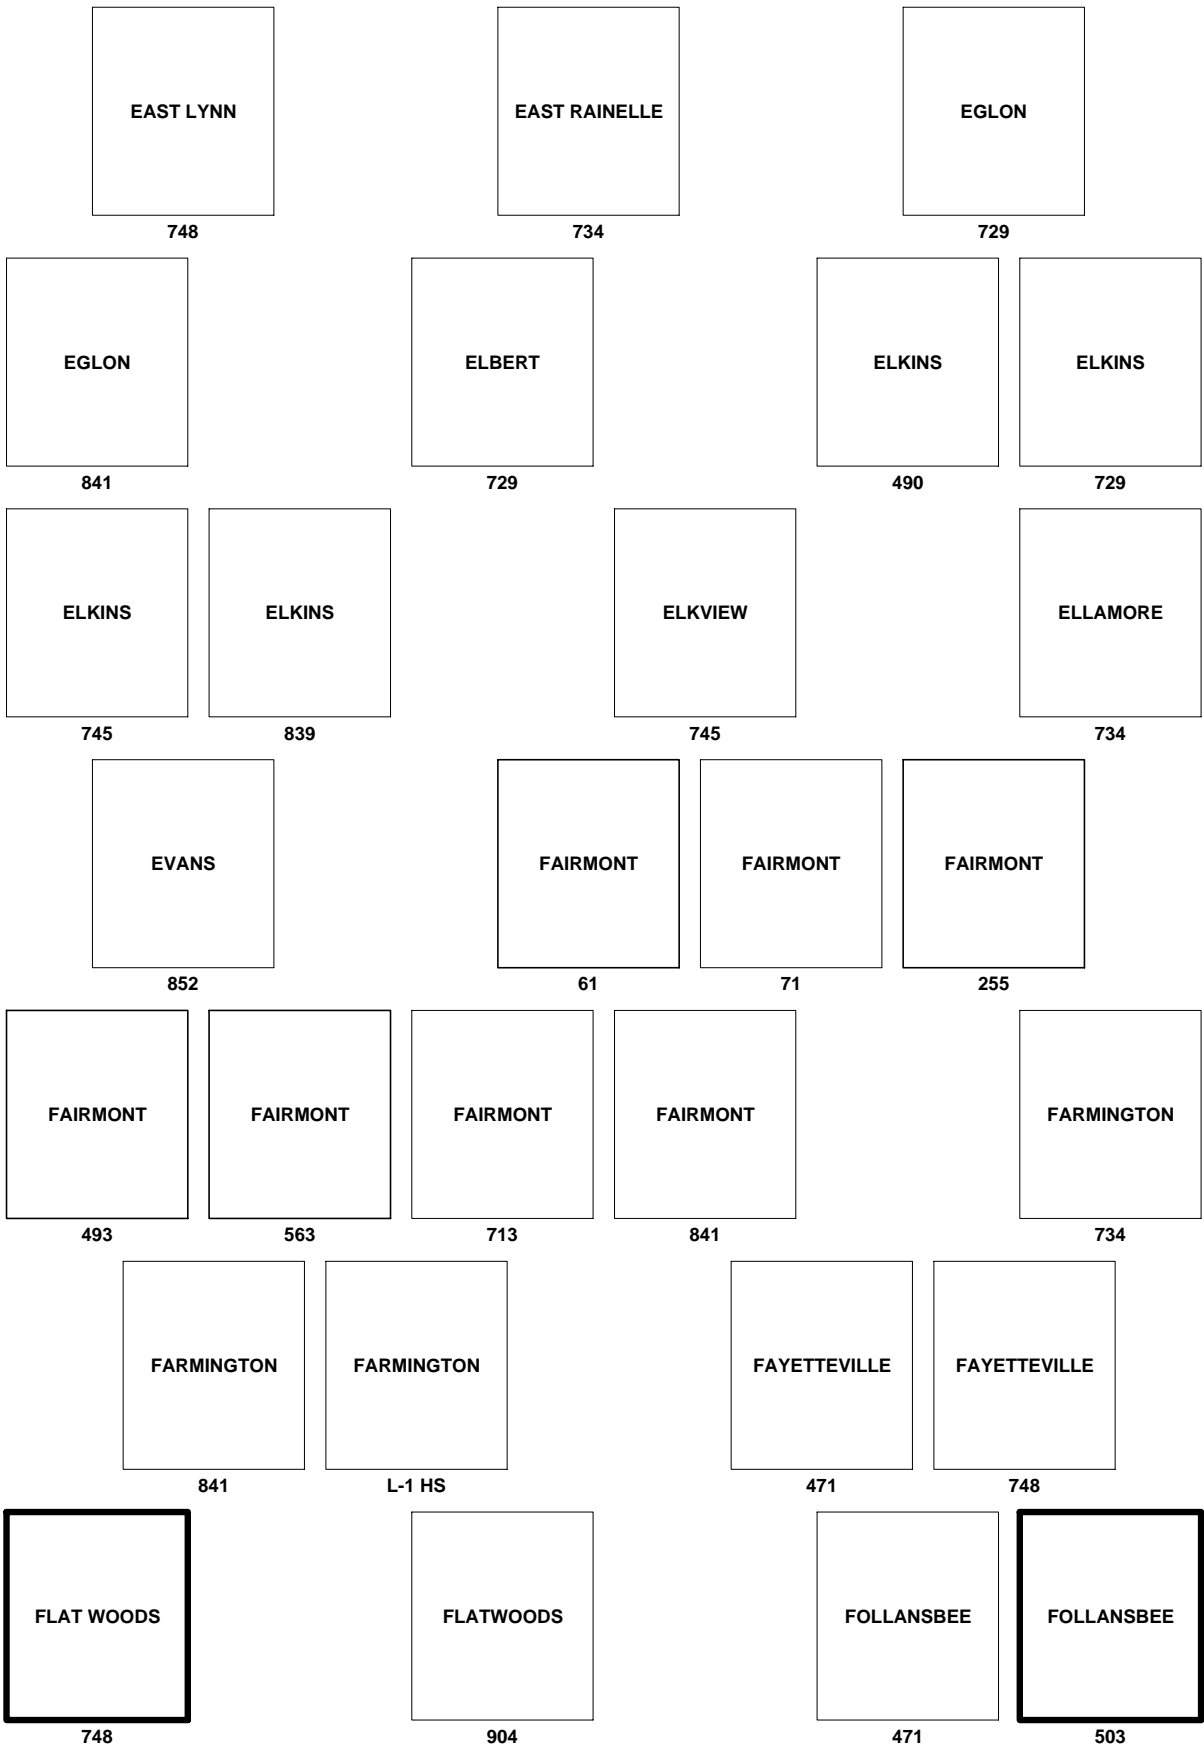 EAST LYNN
EAST RAINELLE
EGLON
748
734
729
EGLON
ELBERT
ELKINS
ELKINS
841
729
490
729
ELKINS
ELKINS
ELKVIEW
ELLAMORE
745
839
745
734
EVANS
FAIRMONT
FAIRMONT
FAIRMONT
852
61
71
255
FAIRMONT
FAIRMONT
FAIRMONT
FAIRMONT
FARMINGTON
493
563
713
841
734
FARMINGTON
FARMINGTON
FAYETTEVILLE
FAYETTEVILLE
841
L-1 HS
471
748
FLAT WOODS
FLATWOODS
FOLLANSBEE
FOLLANSBEE
748
904
471
503